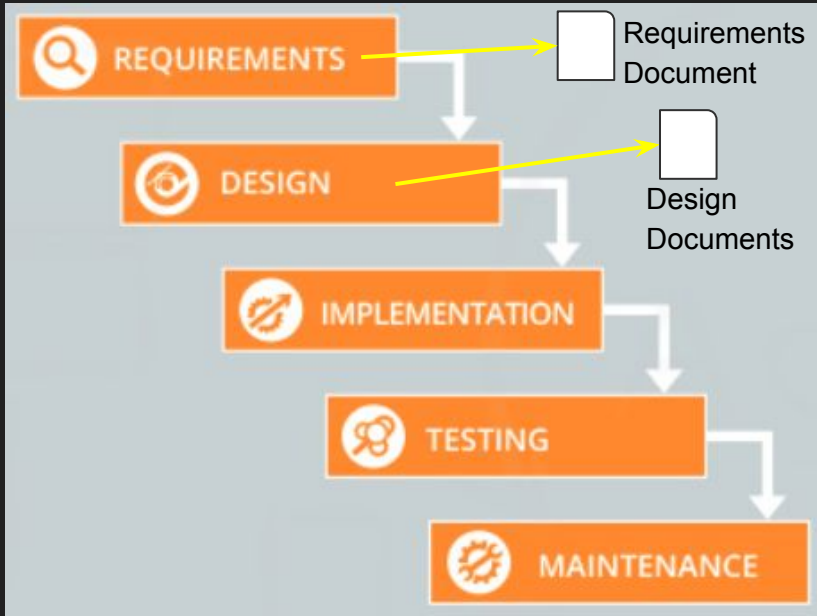 REQUIREMENTS
Requirements
Document
DESIGN
Design
Documents
IMPLEMENTATION
TESTING
MAINTENANCE